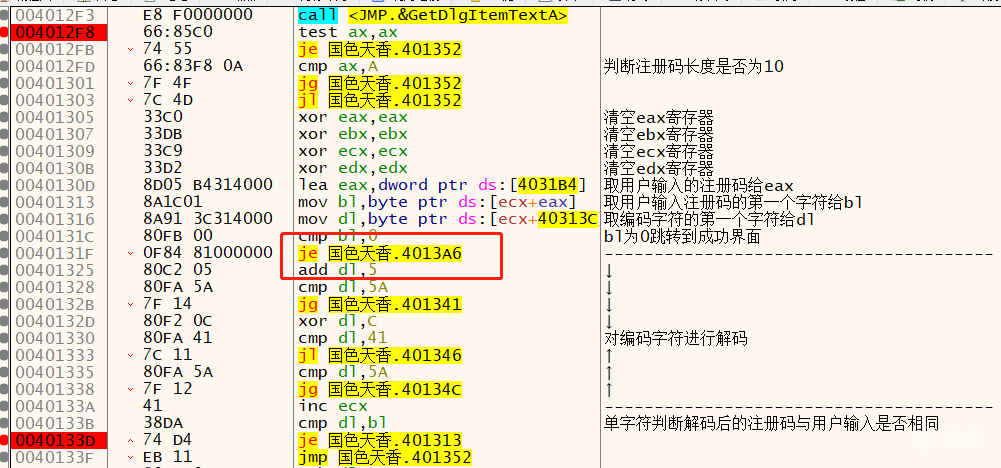 004012F3 E8 F0000000 call <JMP.&GetDlgItemTextA>
004012F8 66:85C0 test ax,ax
004012FB 74 55 je 国色天香.401352
004012FD 66:83F8 0A cmp ax,A 判断注册码长度是否为10
00401301 7F 4F jg 国色天香.401352
00401303 7C 4D jl 国色天香.401352
00401305 33C0 xor eax,eax 清空eax寄存器
00401307 33DB xor ebx,ebx 清空ebx寄存器
00401309 33C9 xor ecx,ecx 清空ecx寄存器
0040130B 33D2 xor edx,edx 清空edx寄存器
0040130D 8D05 B4314000 lea eax,dword ptr ds:[4031B4] 取用户输入的注册码给eax
00401313 8A1C01 mov bl,byte ptr ds:[ecx+eax] 取用户输入注册码的第一个字符给bl
00401316 8A91 3C314000 mov dl,byte ptr ds:[ecx+40313C 取编码字符的第一个字符给dl
0040131C 80FB 00 cmp bl,0 bl为0跳转到成功界面
0040131F 0F84 81000000 je 国色天香.4013A6 --------------------------------------
00401325 80C2 05 add dl,5 ↓
00401328 80FA 5A cmp dl,5A ↓
0040132B 7F 14 jg 国色天香.401341 ↓
0040132D 80F2 0C xor dl,C ↓
00401330 80FA 41 cmp dl,41 对编码字符进行解码
00401333 7C 11 jl 国色天香.401346 ↑
00401335 80FA 5A cmp dl,5A ↑
00401338 7F 12 jg 国色天香.40134C ↑
0040133A 41 inc ecx --------------------------------------
0040133B 38DA cmp dl,bl 单字符判断解码后的注册码与用户输入是否相同
0040133D 74 D4 je 国色天香.401313
0040133F EB 11 jmp 国色天香.401352